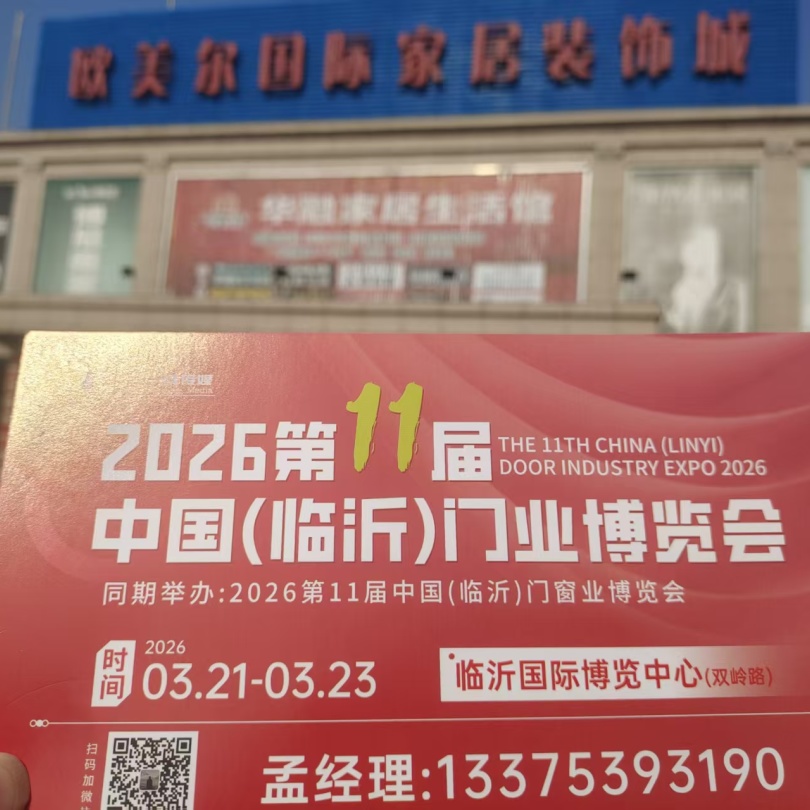 欧美尔国际家居装饰城
华融家居生活馆
2026第11届
THE 11TH CHINA (LINYI)
DOOR INDUSTRY EXPO 2026
中国(临沂)门业博览会
同期举办:2026第11届中国(临沂)门窗业博览会
时间
2026
03.21-03.23
临沂国际博览中心(双岭路)
扫码加微
孟经理:13375393190